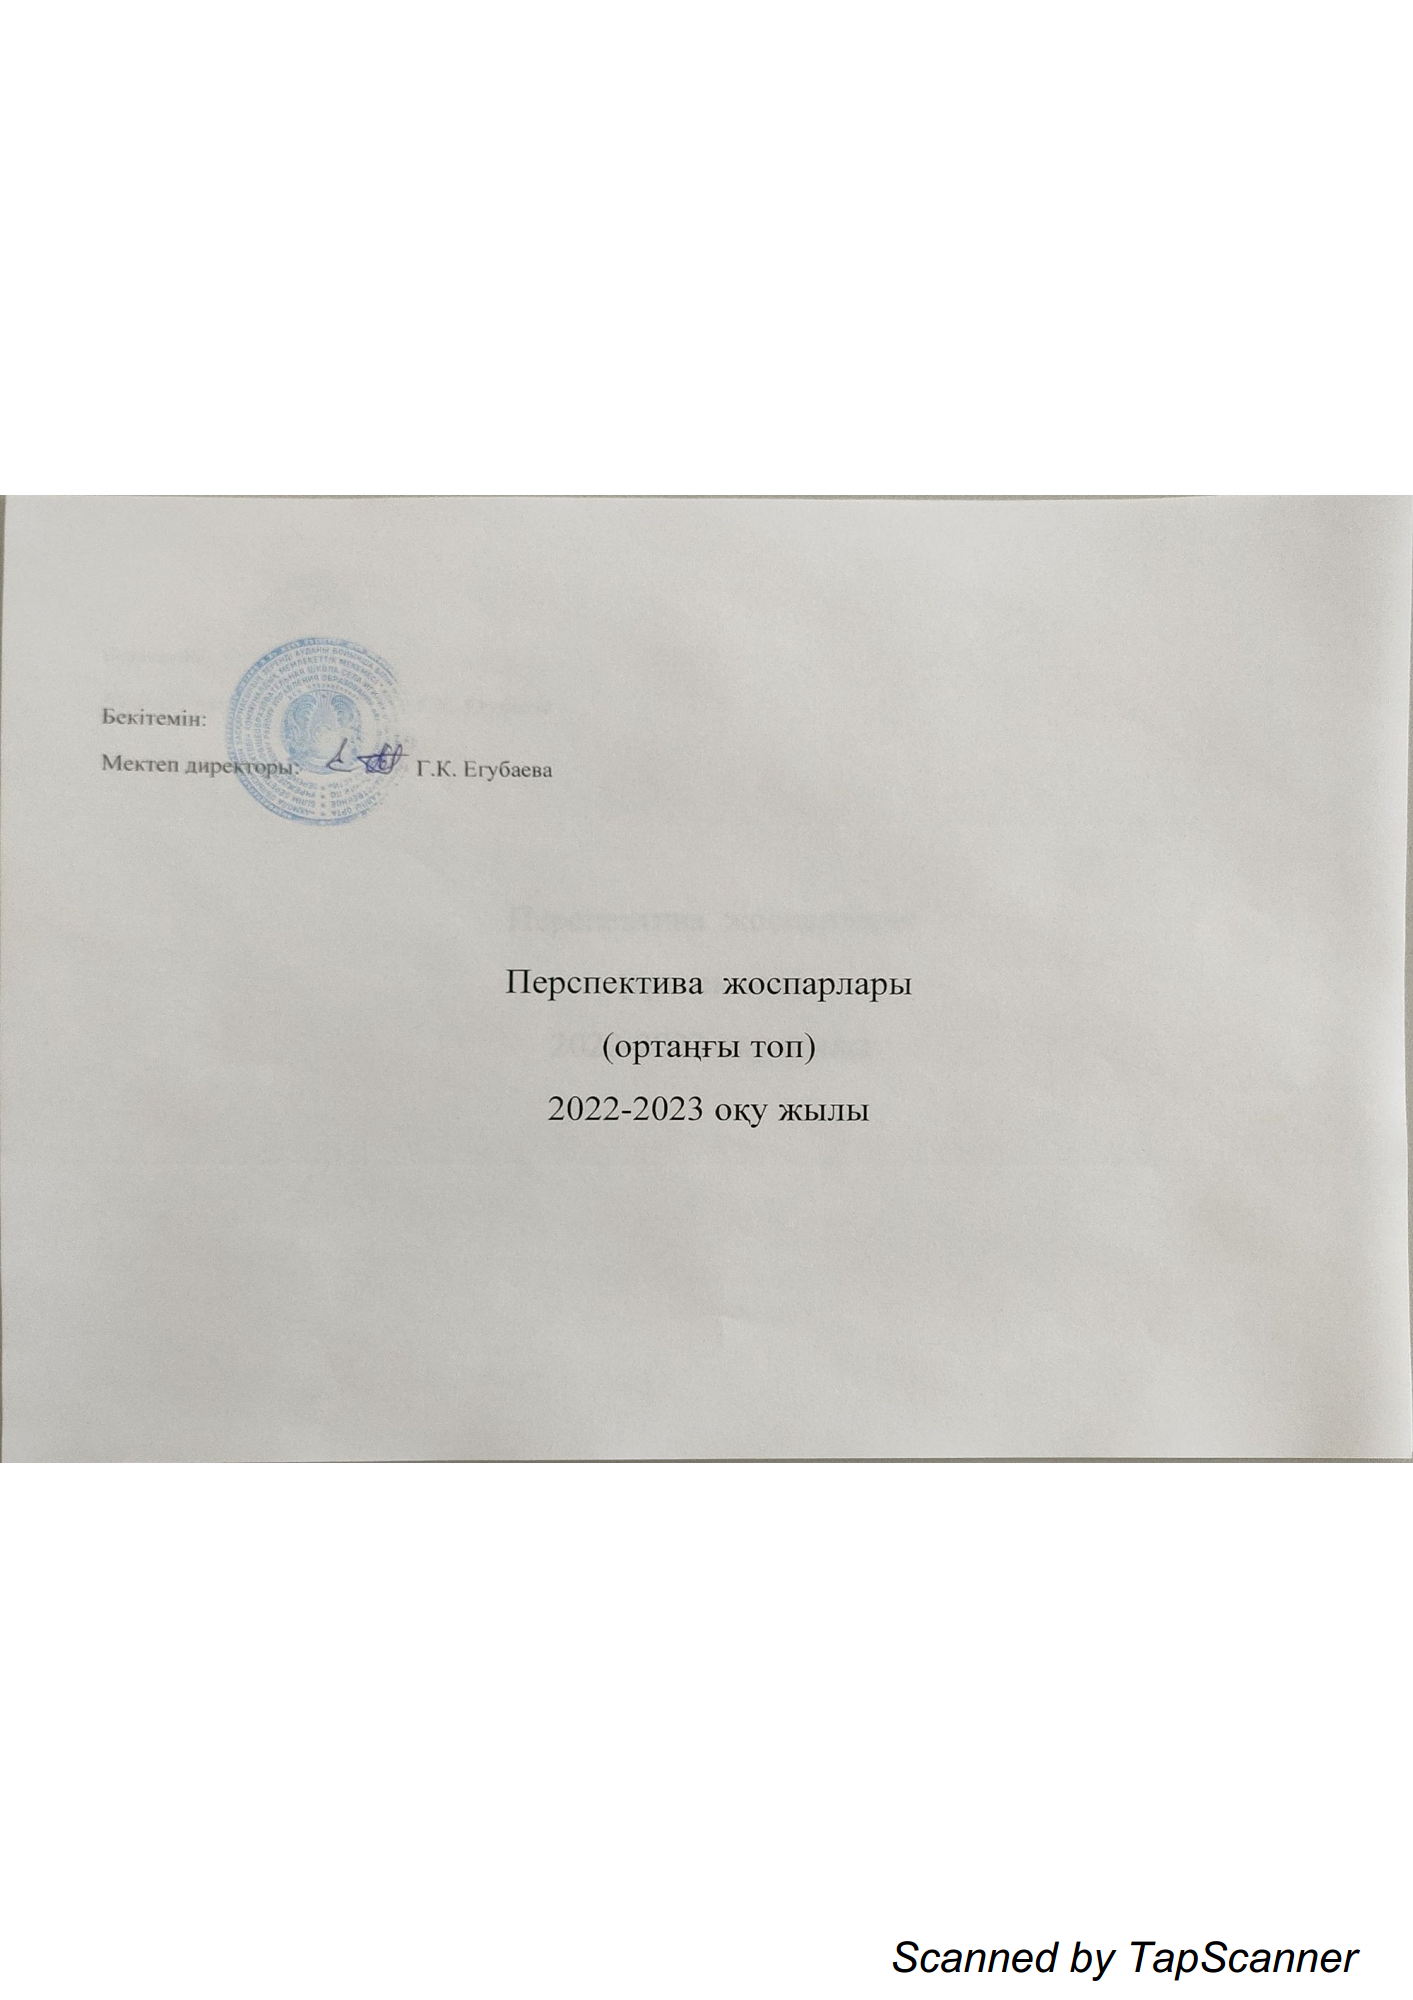 Бекітемін:
Мектеп директоры: Г.К. Егубаева
Перспектива жоспарлары
(ортаңғы топ)
2022-2023 оқу жылы
Scanned by TapScanner